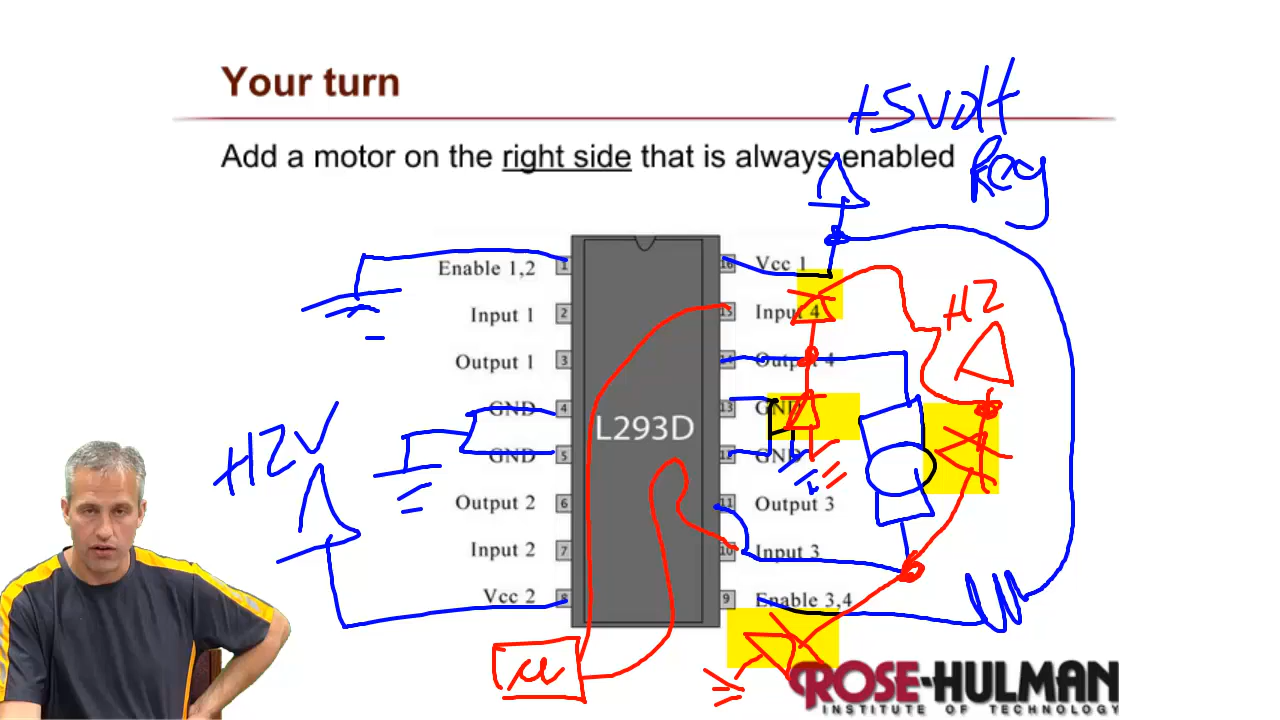 Your turn
+5volt
Add a motor on the right side that is always enabled
Reg
Enable 1,2 1 16 Vcc 1
Input 1 2 15 Input 4
+12
Output 1 3 14 Output 4
GND 4 13 GND
L293D
+12V
GND 5 12 GND
Output 2 6 11 Output 3
Input 2 7 10 Input 3
Vcc 2 8 9 Enable 3,4
ROSE-HULMAN
INSTITUTE OF TECHNOLOGY